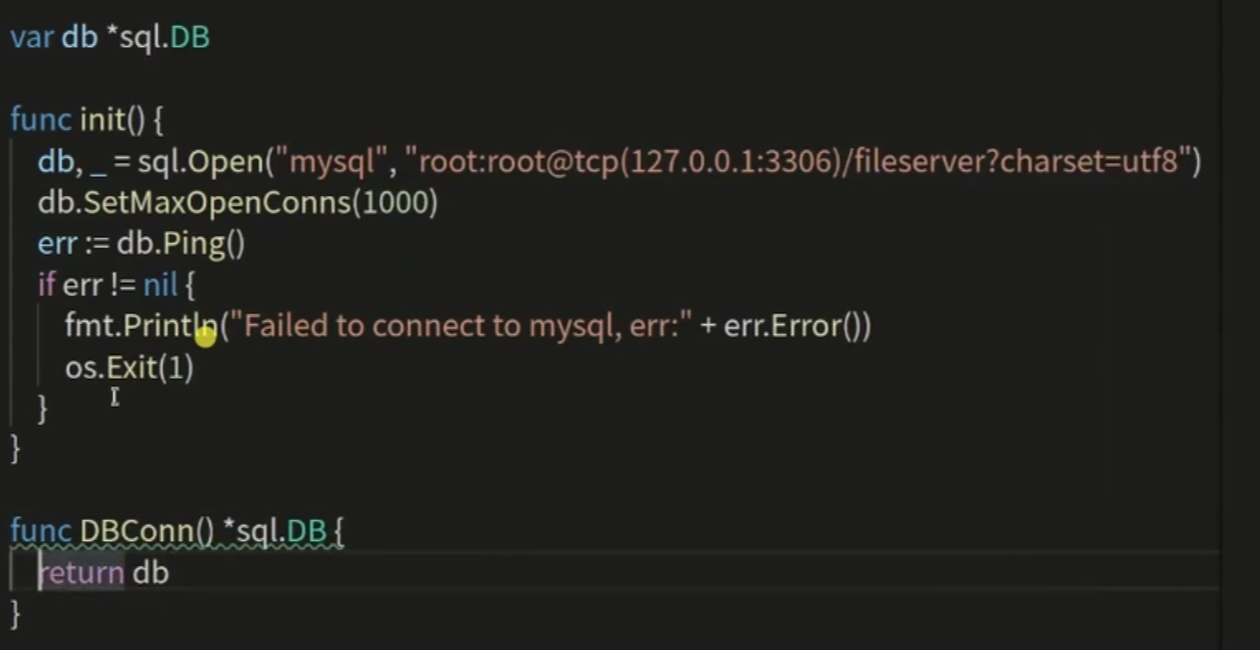 var db *sql.DB
func init() {
db, _ = sql.Open("mysql", "root:root@tcp(127.0.0.1:3306)/fileserver?charset=utf8")
db.SetMaxOpenConns(1000)
err := db.Ping()
if err != nil {
fmt.Println("Failed to connect to mysql, err:" + err.Error())
os.Exit(1)
}
}
func DBConn() *sql.DB {
return db
}